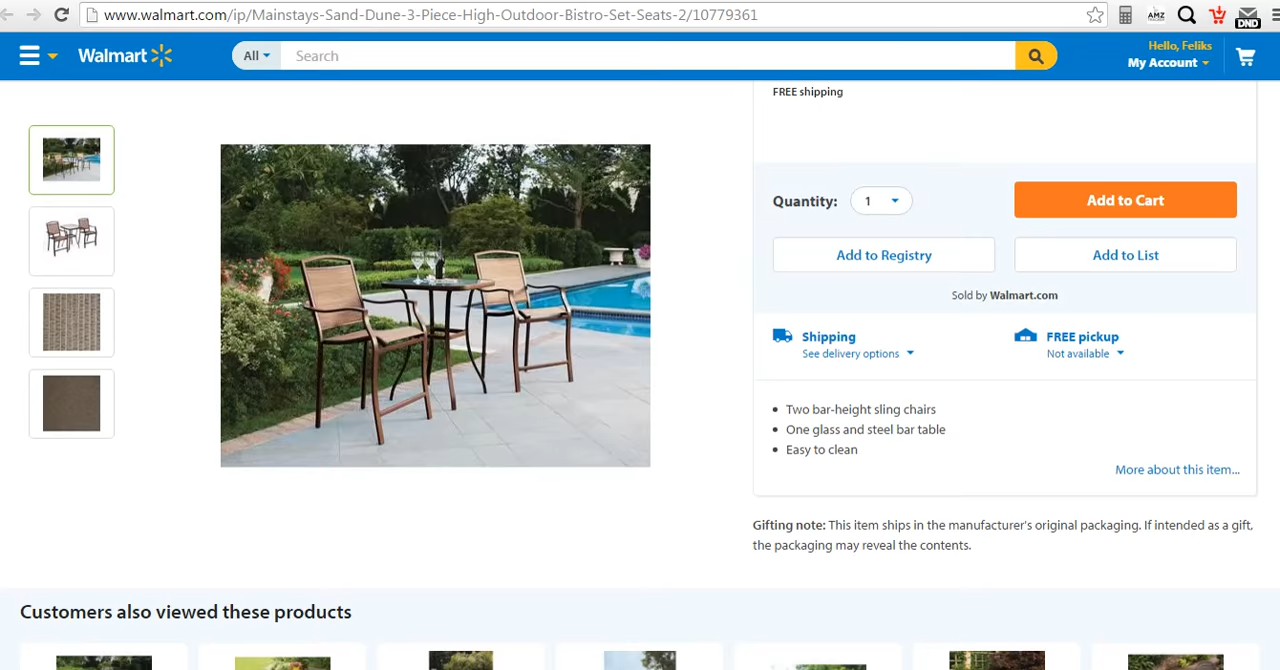 www.walmart.com/ip/Mainstays-Sand-Dune-3-Piece-High-Outdoor-Bistro-Set-Seats-2/10779361
AMZ
DND
Walmart
All
Search
Hello, Feliks
My Account
FREE shipping
Quantity:
1
Add to Cart
Add to Registry
Add to List
Sold by Walmart.com
Shipping
See delivery options
FREE pickup
Not available
Two bar-height sling chairs
One glass and steel bar table
Easy to clean
More about this item...
Gifting note: This item ships in the manufacturer's original packaging. If intended as a gift,
the packaging may reveal the contents.
Customers also viewed these products